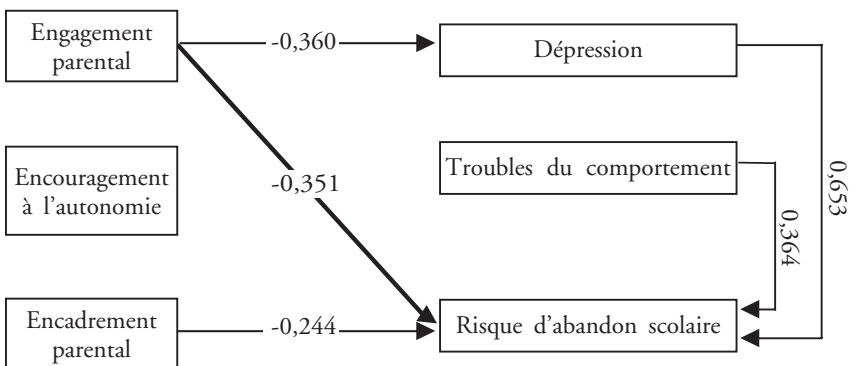 Engagement
parental
-0,360
Dépression
Encouragement
à l'autonomie
-0,351
Troubles du comportement
0,653
0,364
Encadrement
parental
-0,244
Risque d'abandon scolaire